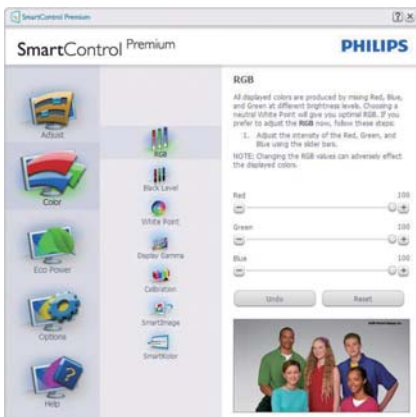 SmartControl Premium
SmartControl Premium
PHILIPS
Adjust
Color
Eco Power
Options
Help
RGB
Black Level
White Point
Display Gamma
Calibration
SmartImage
SmartKolor
RGB
All displayed colors are produced by mixing Red, Blue,
and Green at different brightness levels. Choosing a
neutral White Point will give you optimal RGB. If you
prefer to adjust the RGB now, follow these steps:
1. Adjust the intensity of the Red, Green, and
Blue using the slider bars.
NOTE: Changing the RGB values can adversely effect
the displayed colors.
Red 100
Green 100
Blue 100
Undo Reset